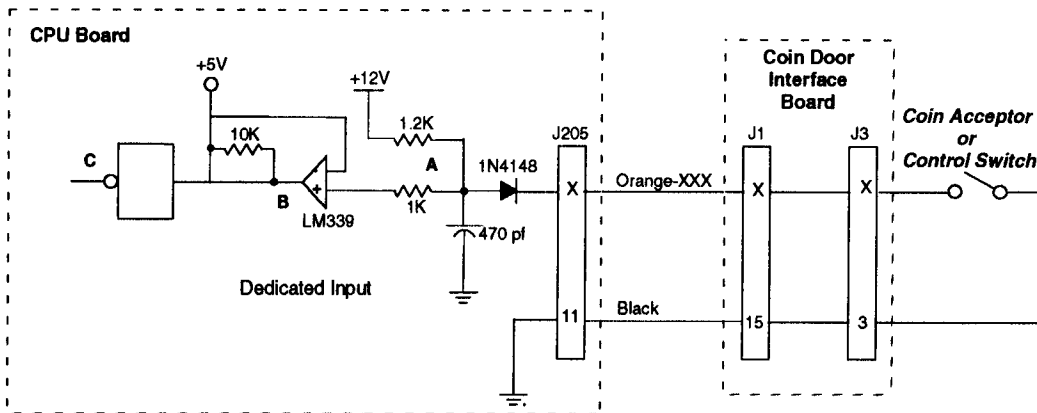 CPU Board
+5V
+12V
1.2K
10K
A
C
B
+
LM339
1K
1N4148
470 pf
Dedicated Input
J205
X
11
Orange-XXX
Black
Coin Door
Interface
Board
J1
X
15
J3
X
3
Coin Acceptor
or
Control Switch